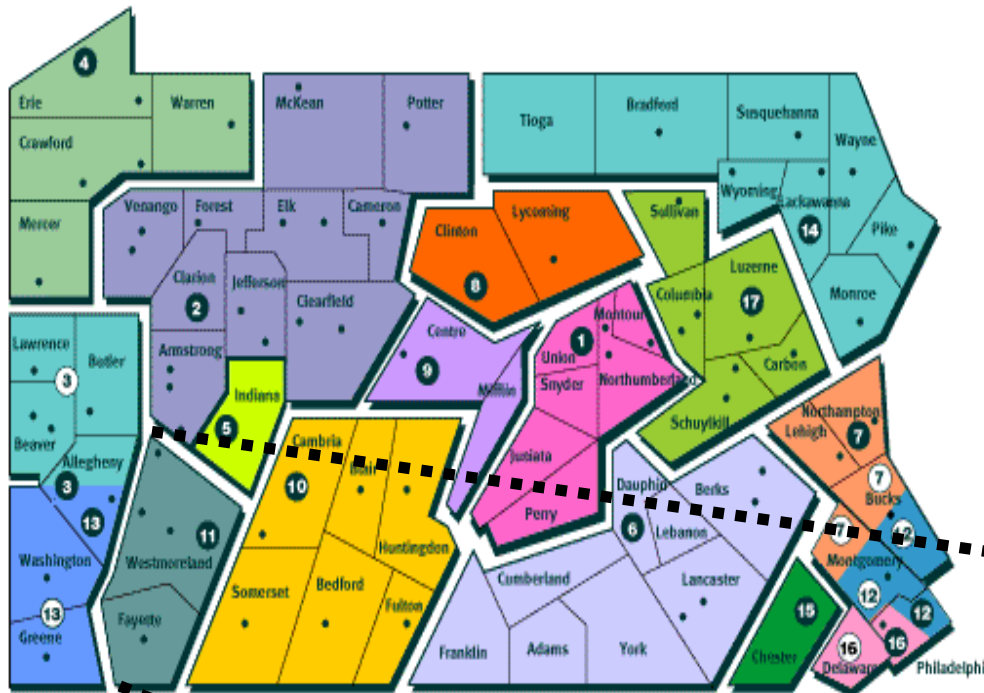 4
Erie
Warren
McKean
Potter
Tioga
Bradford
Susquehanna
Wayne
Crawford
Mercer
Venango
Forest
Elk
Cameron
Clinton
Lycoming
Sullivan
Wyoming
Lackawanna
14
Pike
Clarion
2
Jefferson
Clearfield
8
Columbia
Luzerne
17
Monroe
Lawrence
3
Butler
Armstrong
Centre
9
Mifflin
Union
1
Montour
Snyder
Northumberland
Carbon
Indiana
5
Schuylkill
Beaver
Allegheny
3
13
Cambria
10
Blair
Juniata
Perry
Dauphin
6
Lebanon
Berks
Northampton
Lehigh
7
7
Bucks
7
12
Montgomery
12
12
Washington
13
Greene
Westmoreland
11
Fayette
Somerset
Bedford
Huntingdon
Fulton
Cumberland
Franklin
Adams
York
Lancaster
15
Chester
16
Delaware
16
Philadelphi